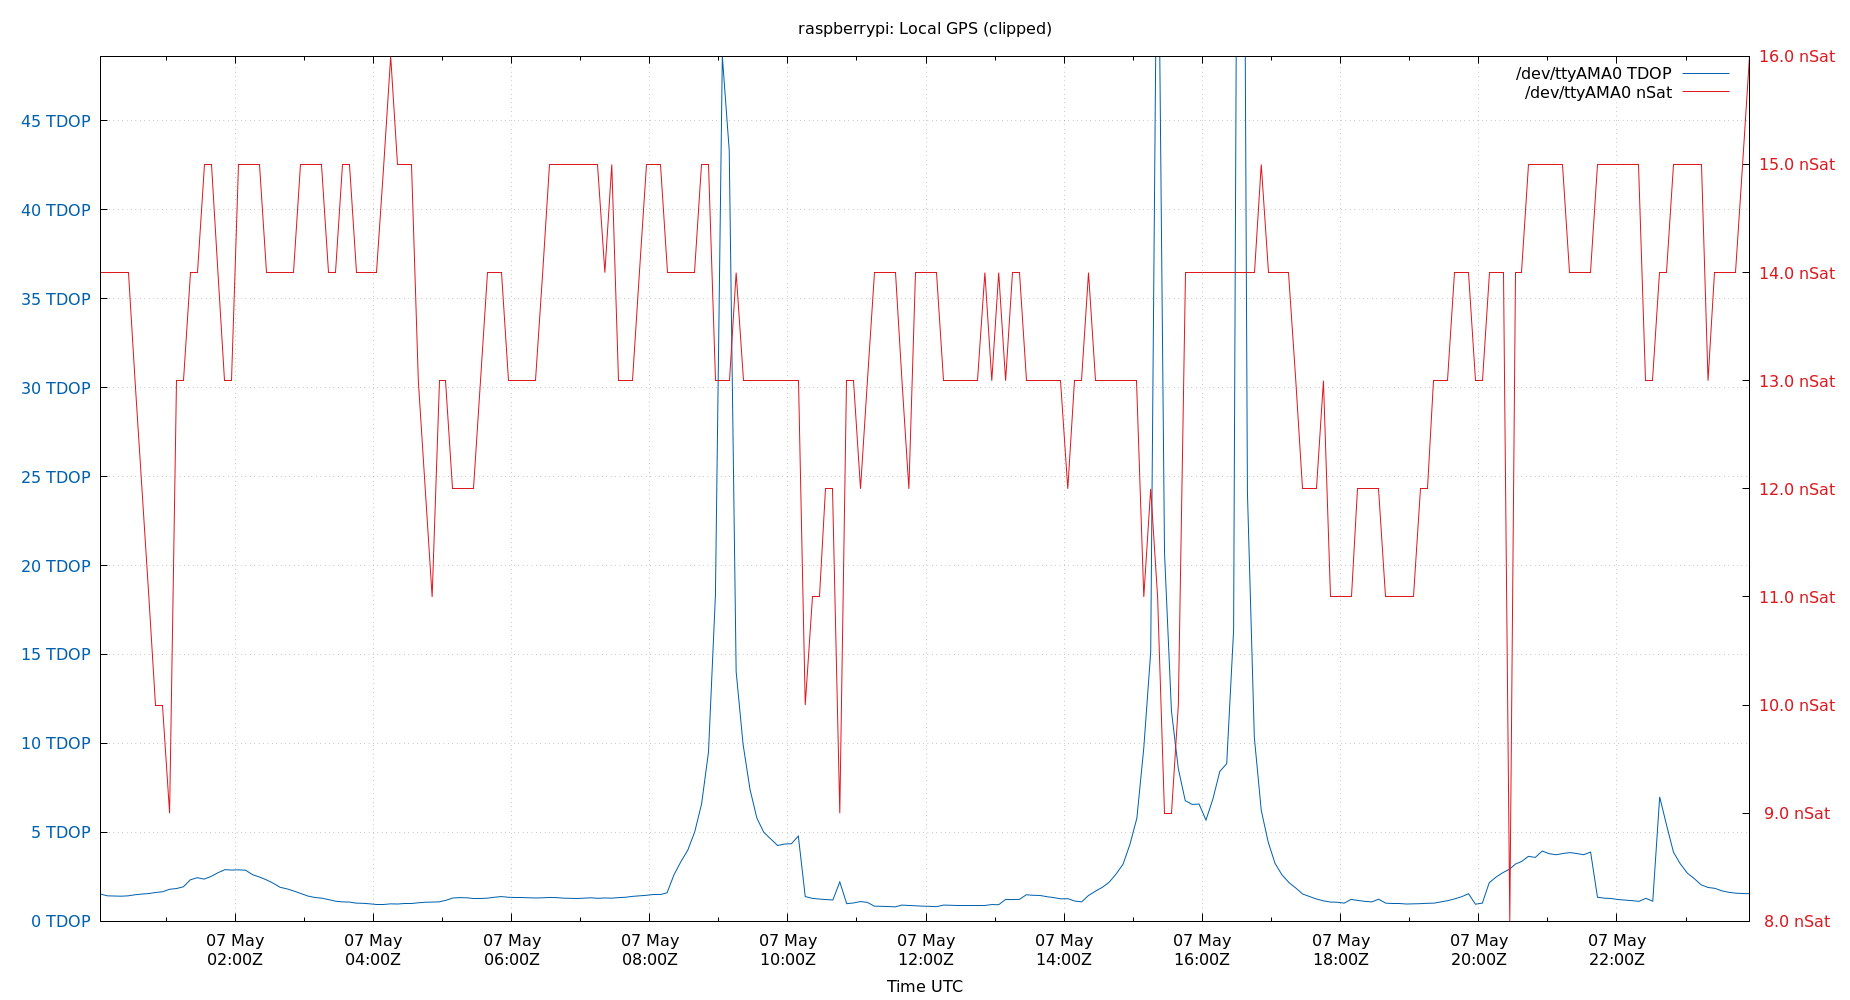 raspberrypi: Local GPS (clipped)
/dev/ttyAMA0 TDOP
/dev/ttyAMA0 nSat
45 TDOP
40 TDOP
35 TDOP
30 TDOP
25 TDOP
20 TDOP
15 TDOP
10 TDOP
5 TDOP
0 TDOP
16.0 nSat
15.0 nSat
14.0 nSat
13.0 nSat
12.0 nSat
11.0 nSat
10.0 nSat
9.0 nSat
8.0 nSat
07 May 07 May 07 May 07 May 07 May 07 May 07 May 07 May 07 May 07 May 07 May
02:00Z 04:00Z 06:00Z 08:00Z 10:00Z 12:00Z 14:00Z 16:00Z 18:00Z 20:00Z 22:00Z
Time UTC